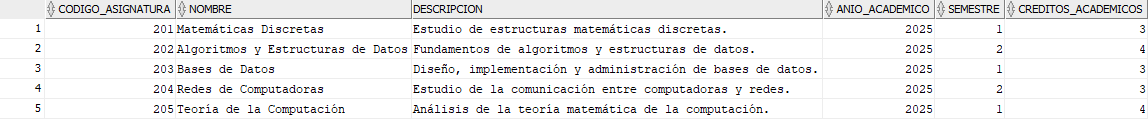 CODIGO_ASIGNATURA NOMBRE DESCRIPCION ANIO_ACADEMICO SEMESTRE CREDITOS_ACADEMICOS
1 201 Matemáticas Discretas Estudio de estructuras matemáticas discretas. 2025 1 3
2 202 Algoritmos y Estructuras de Datos Fundamentos de algoritmos y estructuras de datos. 2025 2 4
3 203 Bases de Datos Diseño, implementación y administración de bases de datos. 2025 1 3
4 204 Redes de Computadoras Estudio de la comunicación entre computadoras y redes. 2025 2 3
5 205 Teoría de la Computación Análisis de la teoría matemática de la computación. 2025 1 4